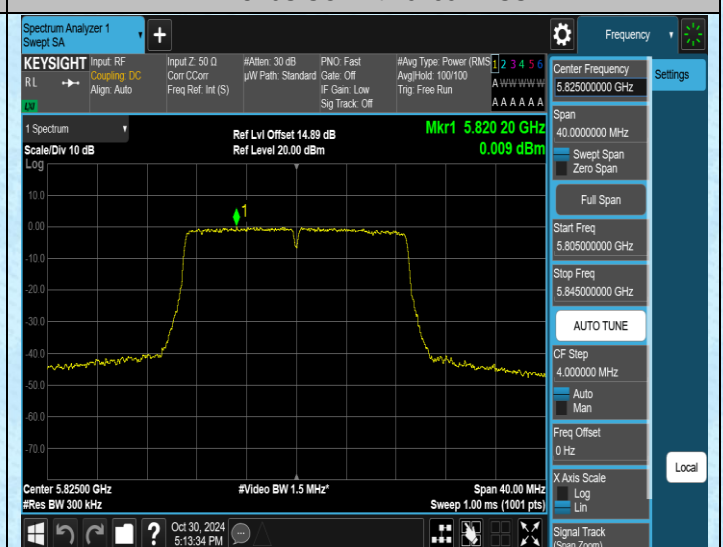 Spectrum Analyzer 1
Swept SA
Frequency
KEYSIGHT
RL
Input: RF
Coupling: DC
Align: Auto
Input Z: 50 Ω
Corr CCorr
Freq Ref: Int (S)
#Atten: 30 dB
µW Path: Standard
PNO: Fast
Gate: Off
IF Gain: Low
Sig Track: Off
#Avg Type: Power (RMS
Avg|Hold: 100/100
Trig: Free Run
1 2 3 4 5 6
A W W W W W
A A A A A A
Center Frequency
5.825000000 GHz
Settings
Span
40.0000000 MHz
Swept Span
Zero Span
Full Span
Start Freq
5.805000000 GHz
Stop Freq
5.845000000 GHz
AUTO TUNE
CF Step
4.000000 MHz
Auto
Man
Freq Offset
0 Hz
X Axis Scale
Log
Lin
Signal Track
(Span Zoom)
Local
1 Spectrum
Scale/Div 10 dB
Log
Ref Lvl Offset 14.89 dB
Ref Level 20.00 dBm
Mkr1 5.820 20 GHz
0.009 dBm
10.0
0.00
-10.0
-20.0
-30.0
-40.0
-50.0
-60.0
-70.0
1
Center 5.82500 GHz
#Res BW 300 kHz
#Video BW 1.5 MHz*
Span 40.00 MHz
Sweep 1.00 ms (1001 pts)
?
Oct 30, 2024
5:13:34 PM